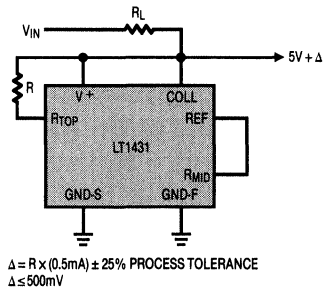 R_L
V_IN
5V + Δ
R
V+
COLL
R_TOP
REF
LT1431
R_MID
GND-S
GND-F
Δ = R × (0.5mA) ± 25% PROCESS TOLERANCE
Δ ≤ 500mV